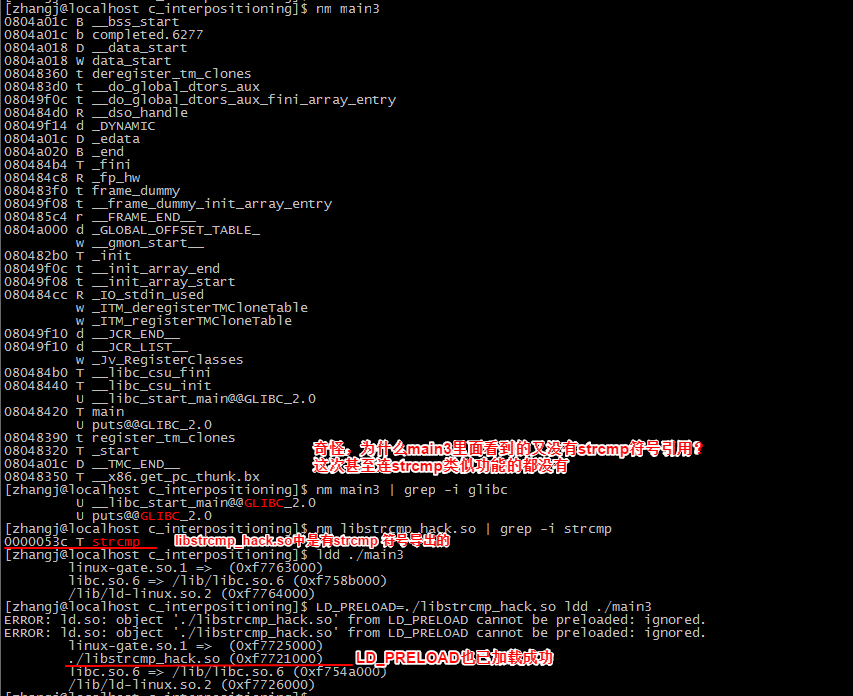 [zhangj@localhost c_interpositioning]$ nm main3
0804a01c B __bss_start
0804a01c b completed.6277
0804a018 D __data_start
0804a018 W data_start
08048360 t deregister_tm_clones
080483d0 t __do_global_dtors_aux
08049f0c t __do_global_dtors_aux_fini_array_entry
080484d0 R __dso_handle
08049f14 d _DYNAMIC
0804a01c D _edata
0804a020 B _end
080484b4 T _fini
080484c8 R _fp_hw
080483f0 t frame_dummy
08049f08 t __frame_dummy_init_array_entry
080485c4 r __FRAME_END__
0804a000 d _GLOBAL_OFFSET_TABLE_
w __gmon_start__
080482b0 T _init
08049f0c t __init_array_end
08049f08 t __init_array_start
080484cc R _IO_stdin_used
w _ITM_deregisterTMCloneTable
w _ITM_registerTMCloneTable
08049f10 d __JCR_END__
08049f10 d __JCR_LIST__
w _Jv_RegisterClasses
080484b0 T __libc_csu_fini
08048440 T __libc_csu_init
U __libc_start_main@@GLIBC_2.0
08048420 T main
U puts@@GLIBC_2.0
08048390 t register_tm_clones
08048320 T _start
0804a01c D __TMC_END__
08048350 T __x86.get_pc_thunk.bx
奇怪。为什么main3里面看到的又没有strcmp符号引用?
这次甚至连strcmp类似功能的都没有
[zhangj@localhost c_interpositioning]$ nm main3 | grep -i glibc
U __libc_start_main@@GLIBC_2.0
U puts@@GLIBC_2.0
[zhangj@localhost c_interpositioning]$ nm libstrcmp_hack.so | grep -i strcmp
0000053c T strcmp libstrcmp_hack.so中是有strcmp 符号导出的
[zhangj@localhost c_interpositioning]$ ldd ./main3
linux-gate.so.1 => (0xf7763000)
libc.so.6 => /lib/libc.so.6 (0xf758b000)
/lib/ld-linux.so.2 (0xf7764000)
[zhangj@localhost c_interpositioning]$ LD_PRELOAD=./libstrcmp_hack.so ldd ./main3
ERROR: ld.so: object './libstrcmp_hack.so' from LD_PRELOAD cannot be preloaded: ignored.
ERROR: ld.so: object './libstrcmp_hack.so' from LD_PRELOAD cannot be preloaded: ignored.
linux-gate.so.1 => (0xf7725000)
./libstrcmp_hack.so (0xf7721000) LD_PRELOAD也已加载成功
libc.so.6 => /lib/libc.so.6 (0xf754a000)
/lib/ld-linux.so.2 (0xf7726000)